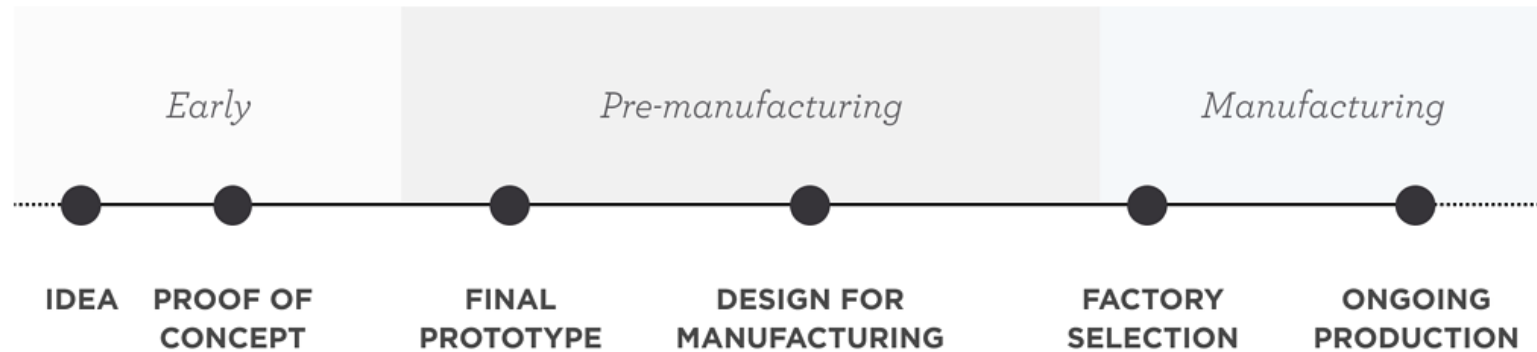 Early
Pre-manufacturing
Manufacturing
IDEA
PROOF OF
CONCEPT
FINAL
PROTOTYPE
DESIGN FOR
MANUFACTURING
FACTORY
SELECTION
ONGOING
PRODUCTION